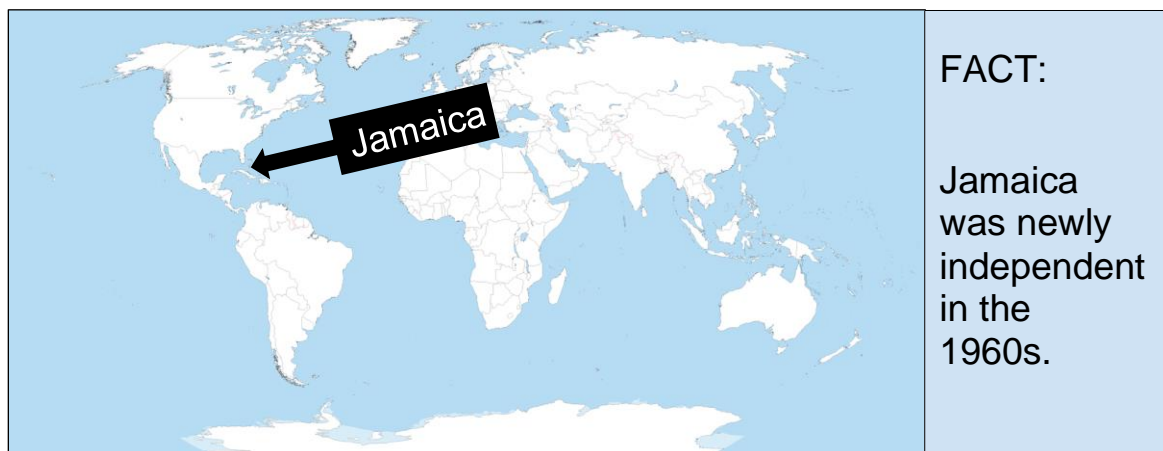 Jamaica
FACT:
Jamaica
was newly
independent
in the
1960s.